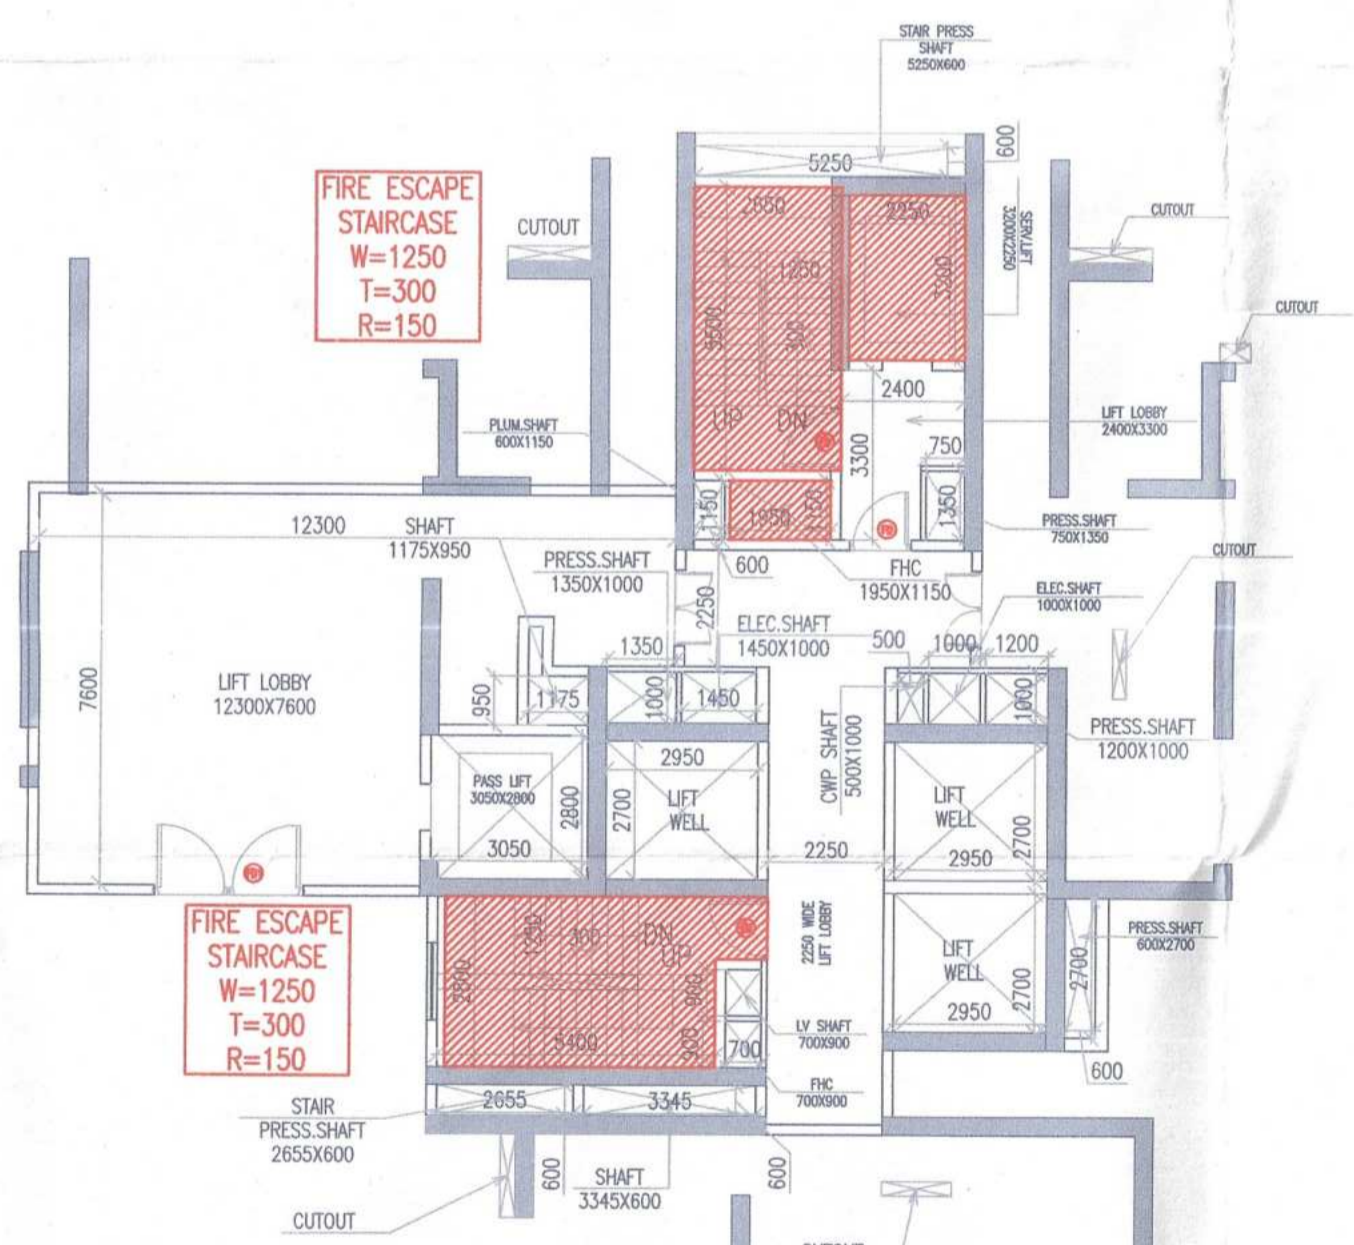 STAIR PRESS
SHAFT
5250X600
600
5250
FIRE ESCAPE
STAIRCASE
W=1250
T=300
R=150
CUTOUT
2650
2250
SERV.LIFT
3200X2250
CUTOUT
1250
3200
CUTOUT
5500
300
2400
PLUM.SHAFT
600X1150
UP
DN
LIFT LOBBY
2400X3300
3300
750
12300
SHAFT
1175X950
1150
1950
1150
1350
PRESS.SHAFT
750X1350
PRESS.SHAFT
1350X1000
600
FHC
1950X1150
CUTOUT
2250
ELEC.SHAFT
1000X1000
ELEC.SHAFT
1450X1000
1350
500
1000
1200
7600
LIFT LOBBY
12300X7600
950
1175
1000
1450
1000
CWP SHAFT
500X1000
PRESS.SHAFT
1200X1000
2950
PASS LIFT
3050X2800
2800
2700
LIFT
WELL
LIFT
WELL
2700
3050
2250
2950
FIRE ESCAPE
STAIRCASE
W=1250
T=300
R=150
1250
300
DN
UP
2250 WIDE
LIFT LOBBY
PRESS.SHAFT
600X2700
2800
900
LIFT
WELL
2700
2700
2950
LV SHAFT
700X900
5400
900
700
600
2655
3345
FHC
700X900
STAIR
PRESS.SHAFT
2655X600
600
SHAFT
3345X600
600
CUTOUT